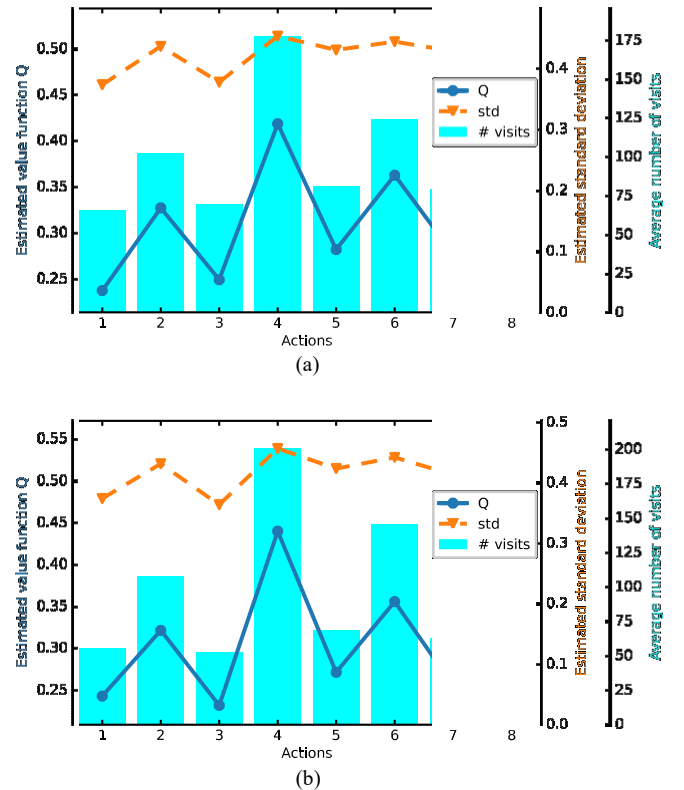 Estimated value function Q
0.50
0.45
0.40
0.35
0.30
0.25
Q
std
# visits
0.4
0.3
0.2
0.1
0.0
Estimated standard deviation
175
150
125
100
75
50
25
0
Average number of visits
1 2 3 4 5 6 7 8
Actions
(a)
Estimated value function Q
0.55
0.50
0.45
0.40
0.35
0.30
0.25
Q
std
# visits
0.5
0.4
0.3
0.2
0.1
0.0
Estimated standard deviation
200
175
150
125
100
75
50
25
0
Average number of visits
1 2 3 4 5 6 7 8
Actions
(b)